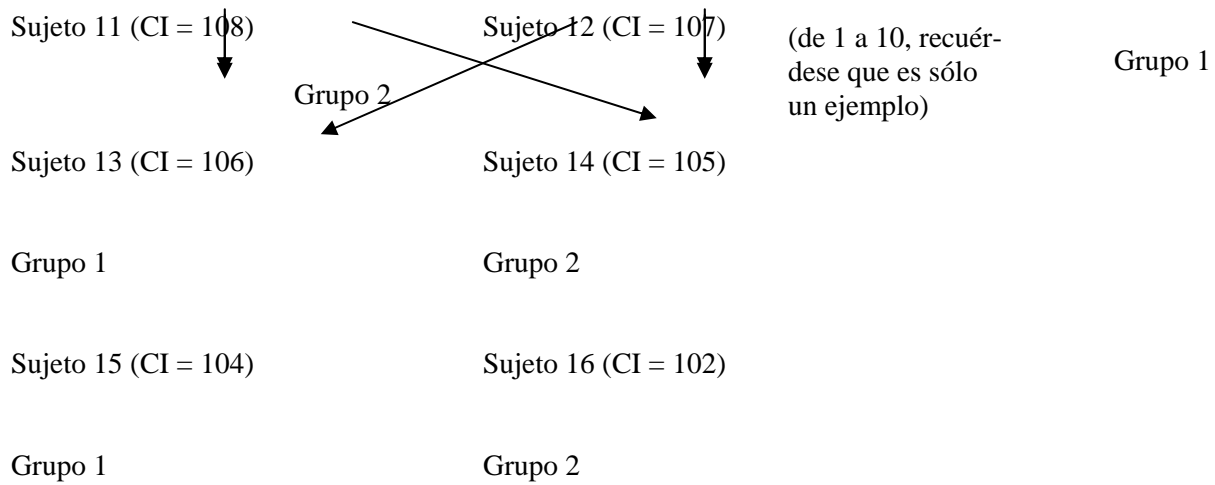 Sujeto 11 (CI = 108) Sujeto 12 (CI = 107)
(de 1 a 10, recuér-
dese que es sólo
un ejemplo)
Grupo 1
Grupo 2
Sujeto 13 (CI = 106) Sujeto 14 (CI = 105)
Grupo 1 Grupo 2
Sujeto 15 (CI = 104) Sujeto 16 (CI = 102)
Grupo 1 Grupo 2